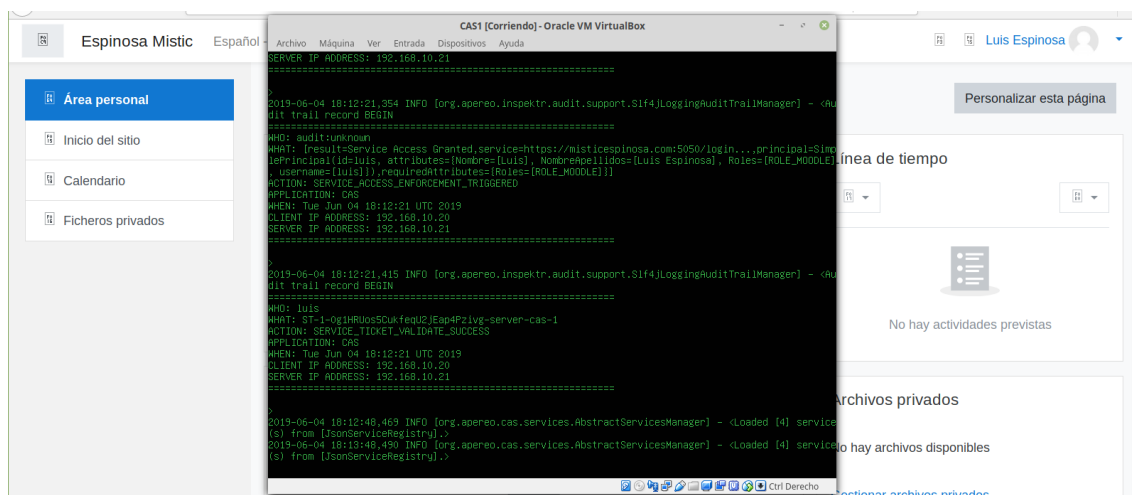 CAS1 [Corriendo] - Oracle VM VirtualBox
Espinosa Mistic
Español
Luis Espinosa
Archivo Máquina Ver Entrada Dispositivos Ayuda
Área personal
Inicio del sitio
Calendario
Ficheros privados
SERVER IP ADDRESS: 192.168.10.21
=============================================================
>
2019-06-04 18:12:21,354 INFO [org.apereo.inspektr.audit.support.Slf4jLoggingAuditTrailManager] - <Au
dit trail record BEGIN
=============================================================
WHO: audit:unknown
WHAT: [result=Service Access Granted,service=https://misticespinosa.com:5050/login...,principal=Simp
lePrincipal(id=luis, attributes={Nombre=[Luis], NombreApellidos=[Luis Espinosa], Roles=[ROLE_MOODLE]
, username=[luis]}),requiredAttributes={Roles=[ROLE_MOODLE]}]
ACTION: SERVICE_ACCESS_ENFORCEMENT_TRIGGERED
APPLICATION: CAS
WHEN: Tue Jun 04 18:12:21 UTC 2019
CLIENT IP ADDRESS: 192.168.10.20
SERVER IP ADDRESS: 192.168.10.21
=============================================================
>
2019-06-04 18:12:21,415 INFO [org.apereo.inspektr.audit.support.Slf4jLoggingAuditTrailManager] - <Au
dit trail record BEGIN
=============================================================
WHO: luis
WHAT: ST-1-Og1HRUos5CukfeqU2jEap4Pzivg-server-cas-1
ACTION: SERVICE_TICKET_VALIDATE_SUCCESS
APPLICATION: CAS
WHEN: Tue Jun 04 18:12:21 UTC 2019
CLIENT IP ADDRESS: 192.168.10.20
SERVER IP ADDRESS: 192.168.10.21
=============================================================
>
2019-06-04 18:12:48,469 INFO [org.apereo.cas.services.AbstractServicesManager] - <Loaded [4] service
(s) from [JsonServiceRegistry].>
2019-06-04 18:13:48,490 INFO [org.apereo.cas.services.AbstractServicesManager] - <Loaded [4] service
(s) from [JsonServiceRegistry].>
Ctrl Derecho
Personalizar esta página
ínea de tiempo
No hay actividades previstas
Archivos privados
o hay archivos disponibles
estionar archivos privados